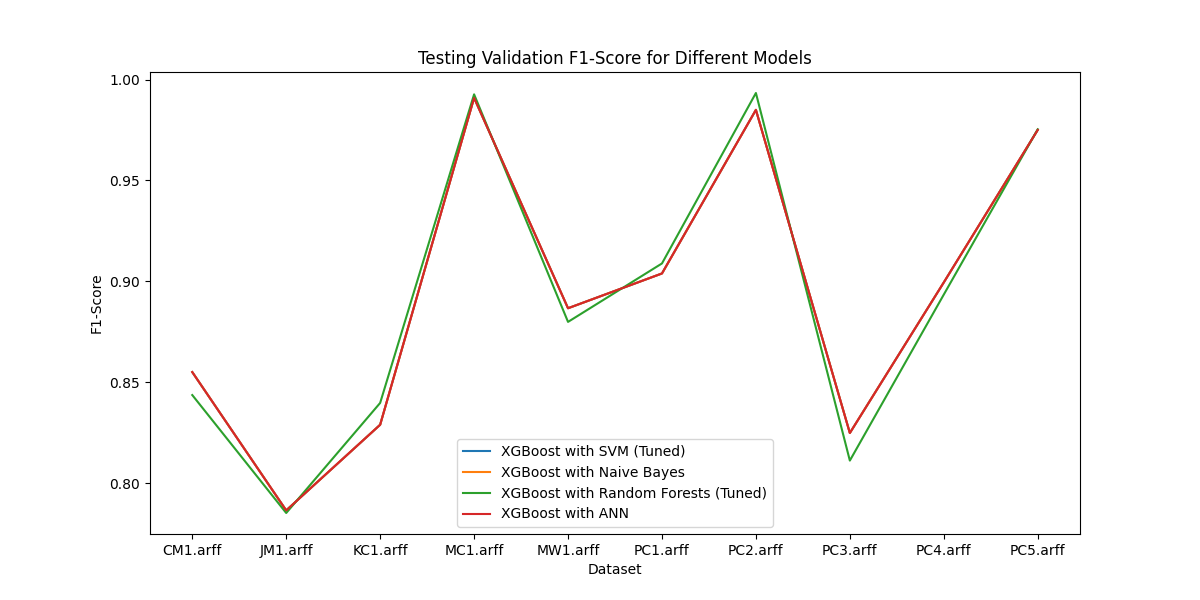 Testing Validation F1-Score for Different Models
1.00
0.95
0.90
0.85
0.80
F1-Score
XGBoost with SVM (Tuned)
XGBoost with Naive Bayes
XGBoost with Random Forests (Tuned)
XGBoost with ANN
CM1.arff JM1.arff KC1.arff MC1.arff MW1.arff PC1.arff PC2.arff PC3.arff PC4.arff PC5.arff
Dataset